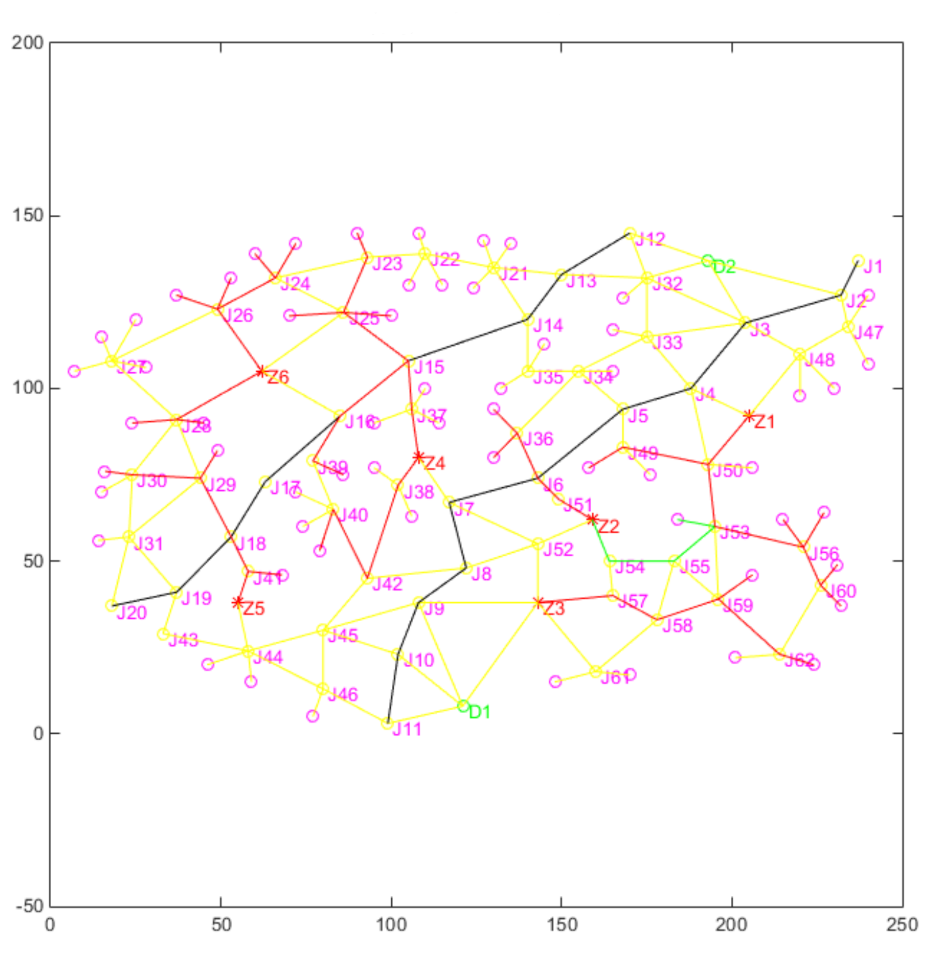 200
150
100
50
0
-50
0 50 100 150 200 250
J12
J23 J22 D2 J1
J21
J24 J13 J32
J2
J26 J25
J14 J3 J47
J33
J27 J15 J48
Z6 J35 J34
J4
J28 J16 J37 J5 Z1
J36
J39 Z4 J49
J30 J29 J50
J17 J38 J6
J40 J7 J51
Z2 J53
J31 J18 J52 J56
J41 J42 J8 J54 J55
J20 J19 Z5 J9 Z3 J57 J59 J60
J43 J45 J58
J44 J10 J62
J46 J61
J11 D1